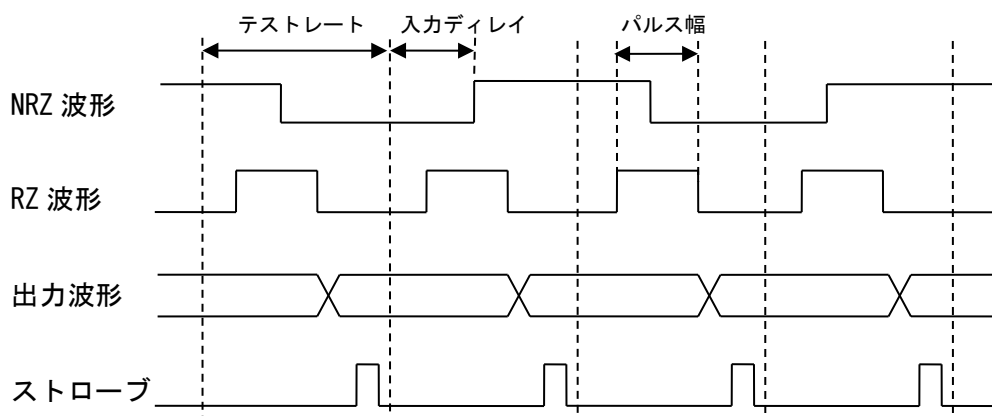 テストレート
入力ディレイ
パルス幅
NRZ 波形
RZ 波形
出力波形
ストローブ